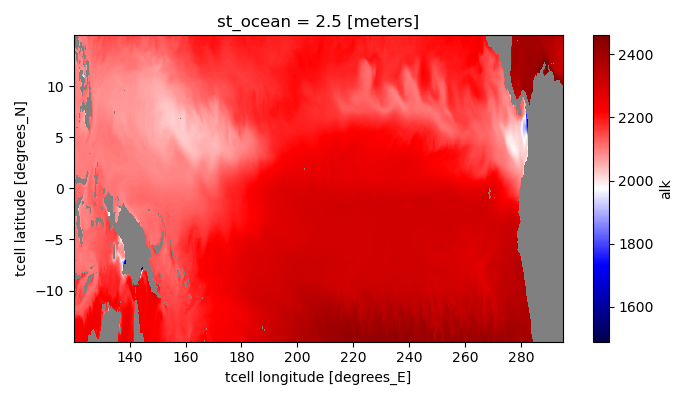 st_ocean = 2.5 [meters]
10
5
0
−5
−10
tcell latitude [degrees_N]
140 160 180 200 220 240 260 280
tcell longitude [degrees_E]
2400
2200
2000
1800
1600
alk